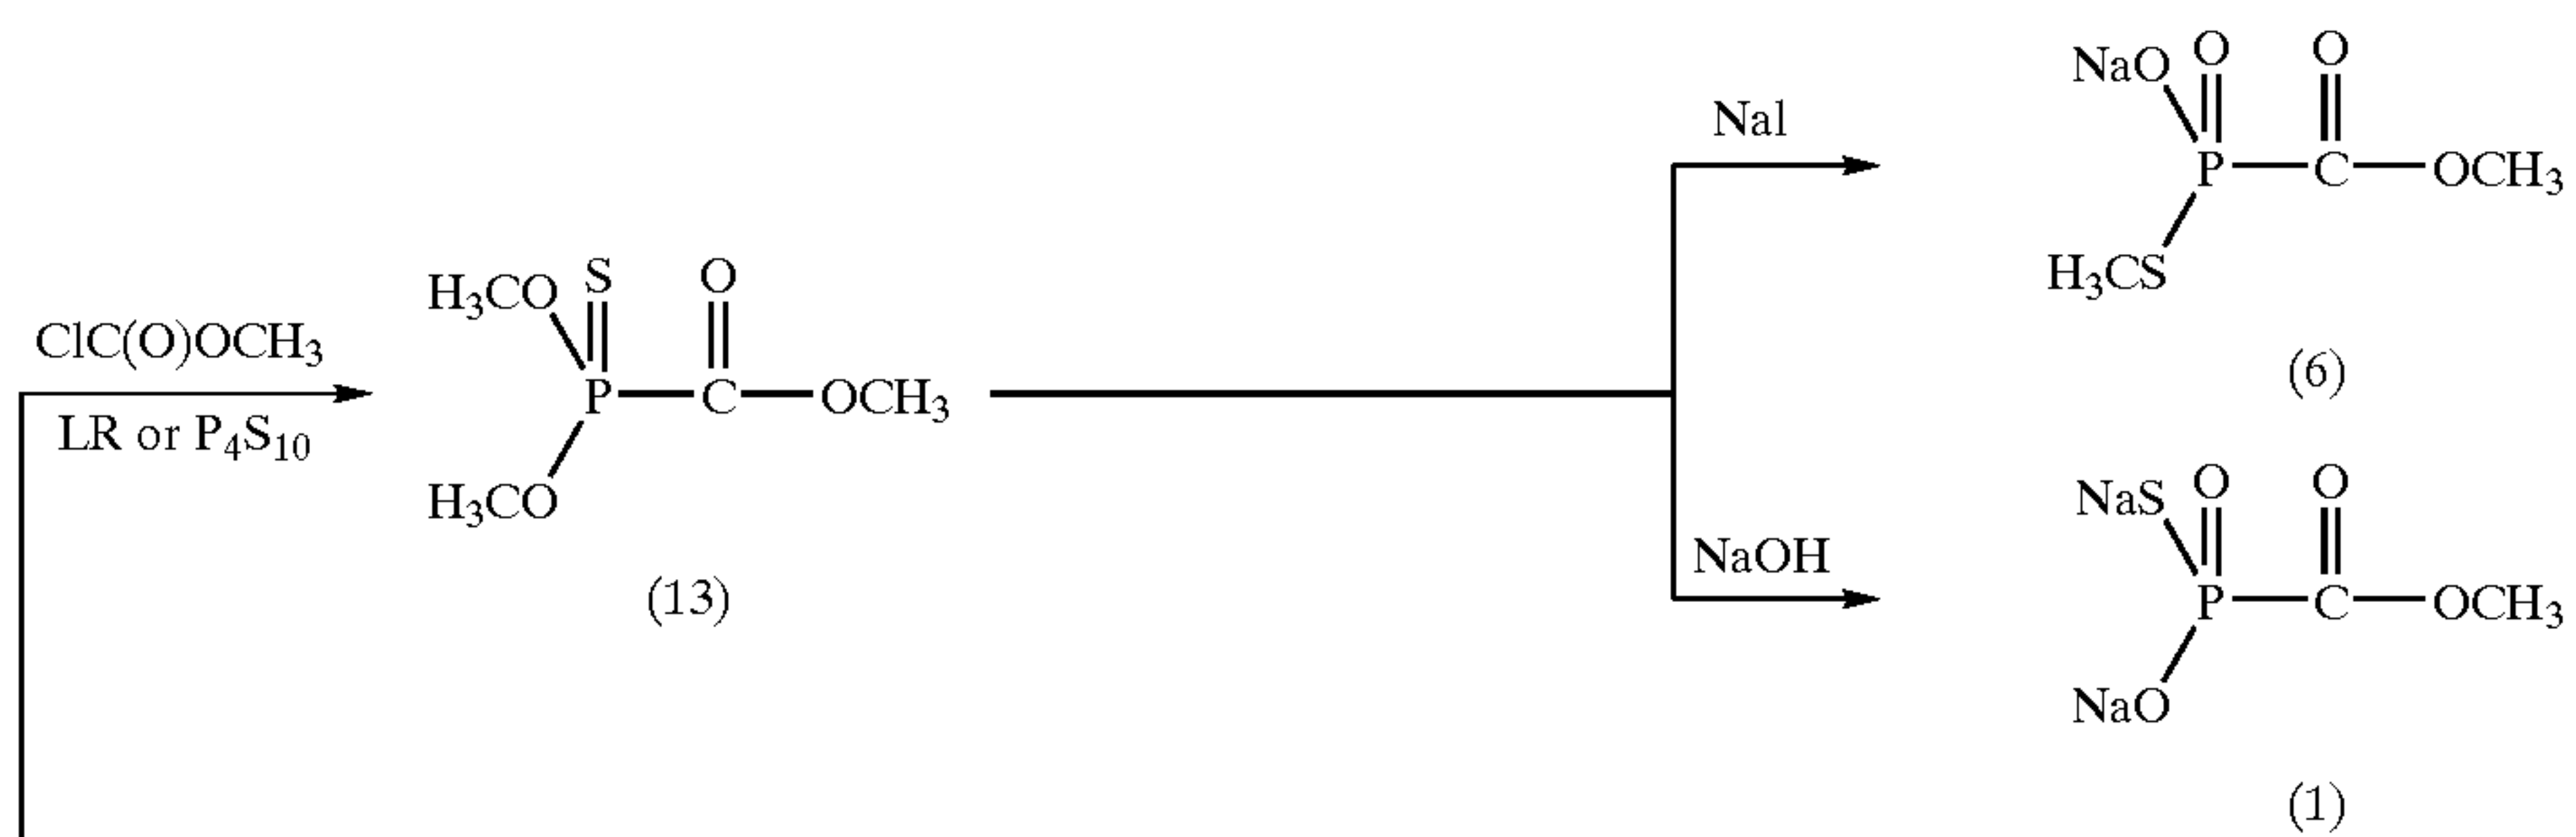 ClC(O)OCH3
LR or P4S10
H3CO S O
P C OCH3
H3CO
(13)
NaI
NaO O O
P C OCH3
H3CS
(6)
NaOH
NaS O O
P C OCH3
NaO
(1)